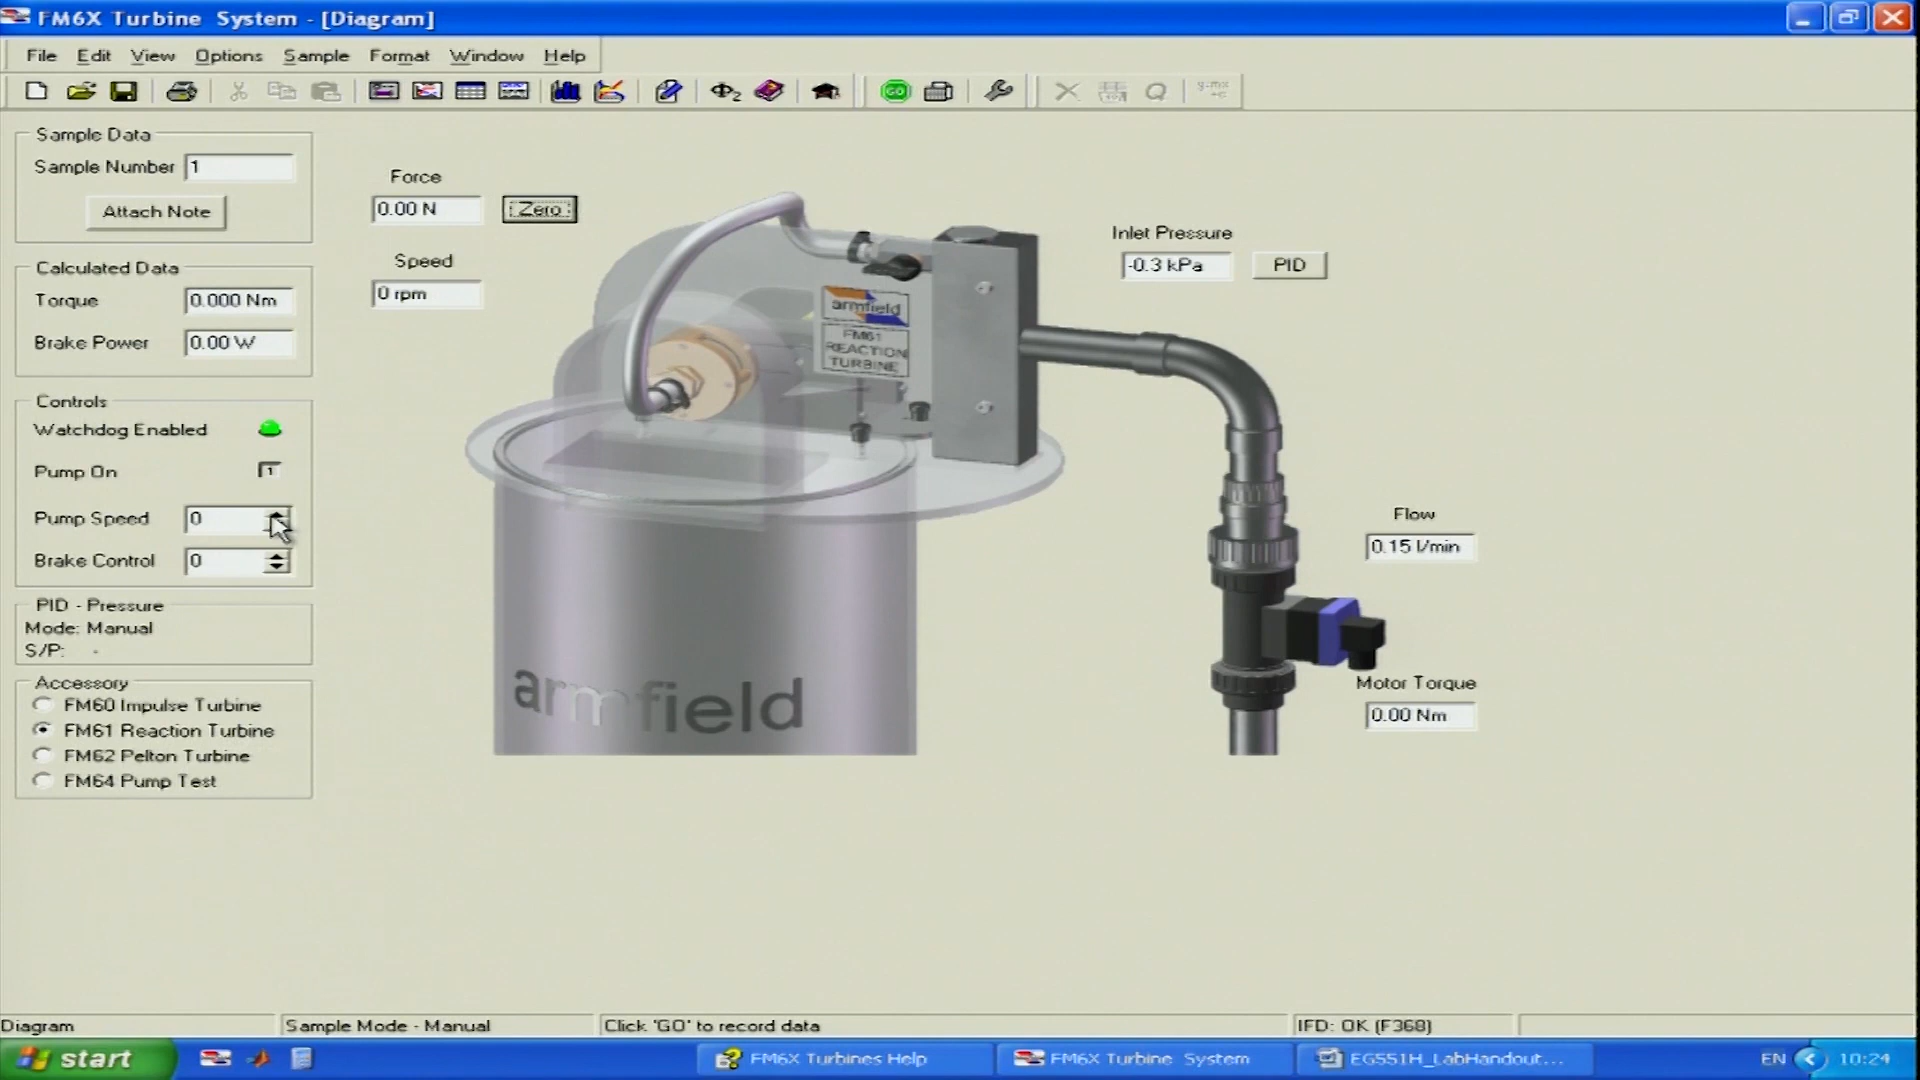 FM6X Turbine System - [Diagram]
File Edit View Options Sample Format Window Help
GO
Sample Data
Sample Number 1
Attach Note
Calculated Data
Torque 0.000 Nm
Brake Power 0.00 W
Controls
Watchdog Enabled
Pump On 1
Pump Speed 0
Brake Control 0
PID - Pressure
Mode: Manual
S/P: -
Accessory
FM60 Impulse Turbine
FM61 Reaction Turbine
FM62 Pelton Turbine
FM64 Pump Test
Force
0.00 N Zero
Speed
0 rpm
armfield
FM61
REACTION
TURBINE
armfield
Inlet Pressure
-0.3 kPa PID
Flow
0.15 l/min
Motor Torque
0.00 Nm
Diagram Sample Mode - Manual Click 'GO' to record data IFD: OK (F368)
start FM6X Turbines Help FM6X Turbine System EG551H_LabHandout... EN 10:24